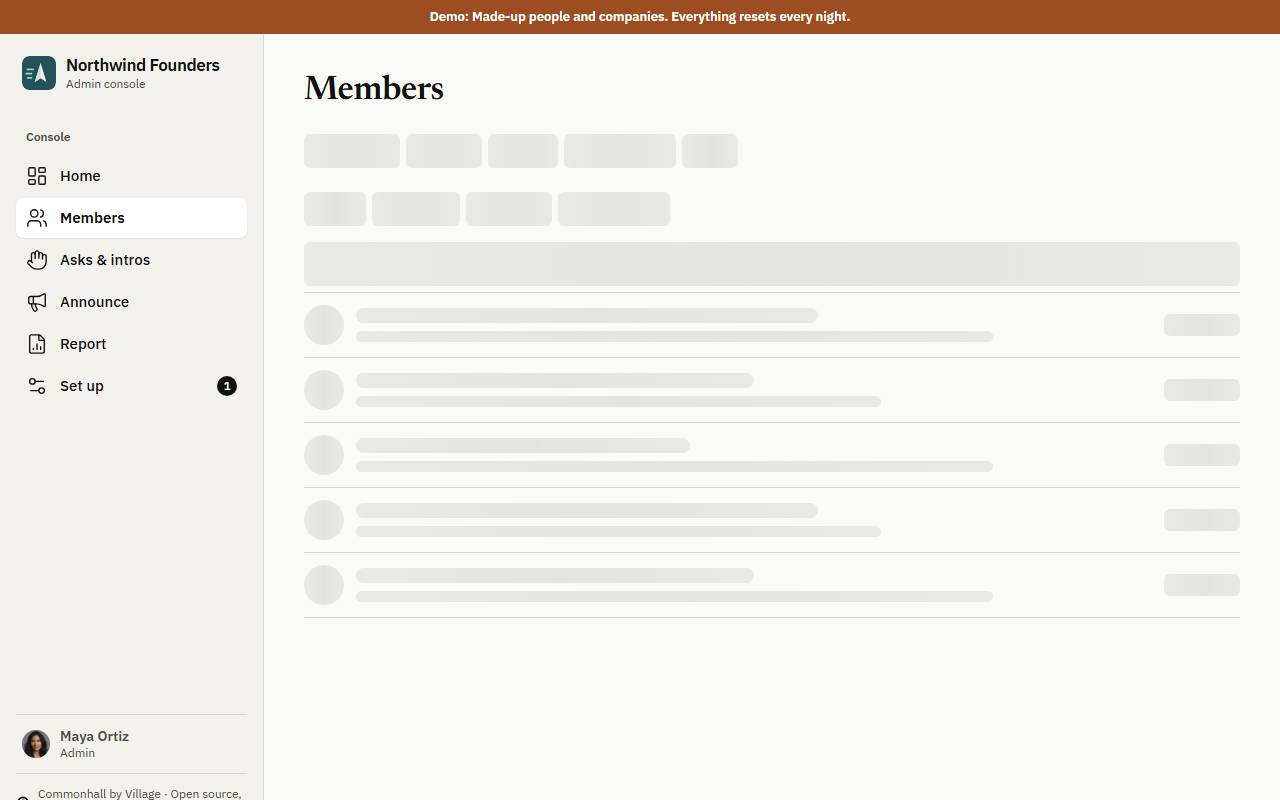 Demo: Made-up people and companies. Everything resets every night.
Northwind Founders
Admin console
Console
Home
Members
Asks & intros
Announce
Report
Set up
1
Maya Ortiz
Admin
Commonhall by Village · Open source,
Members